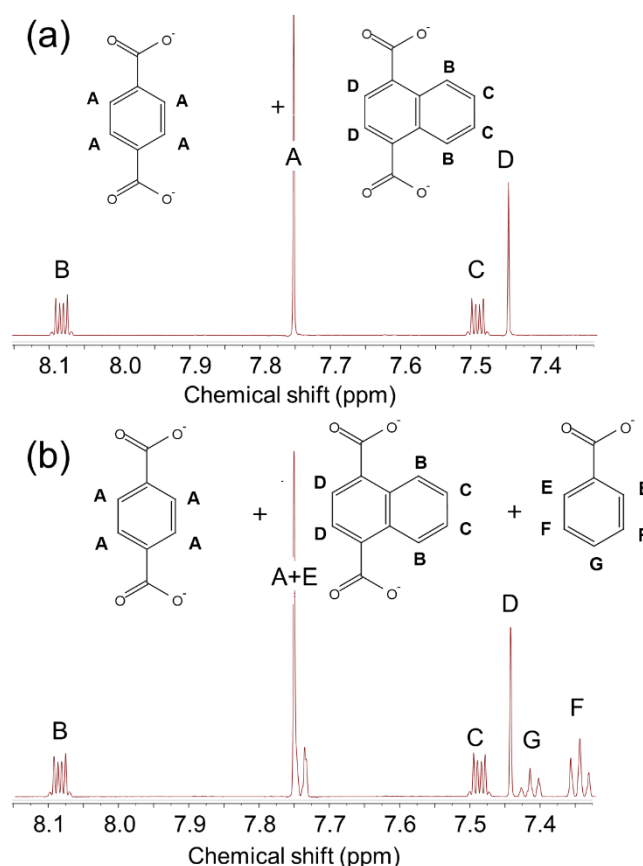 (a)
O O⁻
A A
A A
O O⁻
+
O O⁻
B
D C
D C
B
O O⁻
B
A
C
D
8.1 8.0 7.9 7.8 7.7 7.6 7.5 7.4
Chemical shift (ppm)
(b)
O O⁻
A A
A A
O O⁻
+
O O⁻
B
D C
D C
B
O O⁻
+
O O⁻
E E
F F
G
B
A+E
C
D
G
F
8.1 8.0 7.9 7.8 7.7 7.6 7.5 7.4
Chemical shift (ppm)